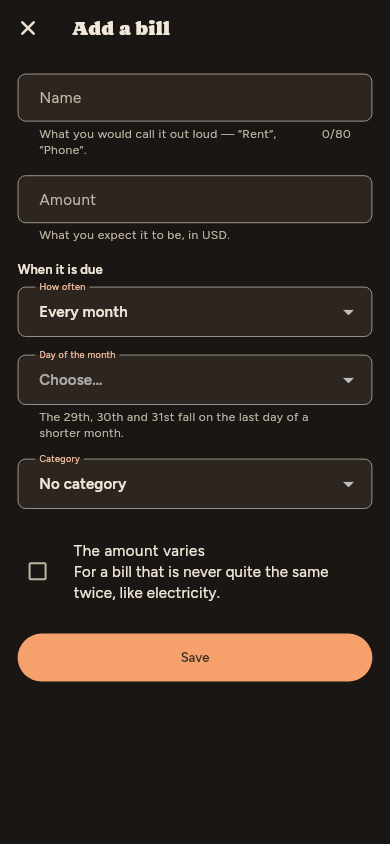 Add a bill
Name
What you would call it out loud — “Rent”, 0/80
“Phone”.
Amount
What you expect it to be, in USD.
When it is due
How often
Every month
Day of the month
Choose…
The 29th, 30th and 31st fall on the last day of a
shorter month.
Category
No category
The amount varies
For a bill that is never quite the same
twice, like electricity.
Save